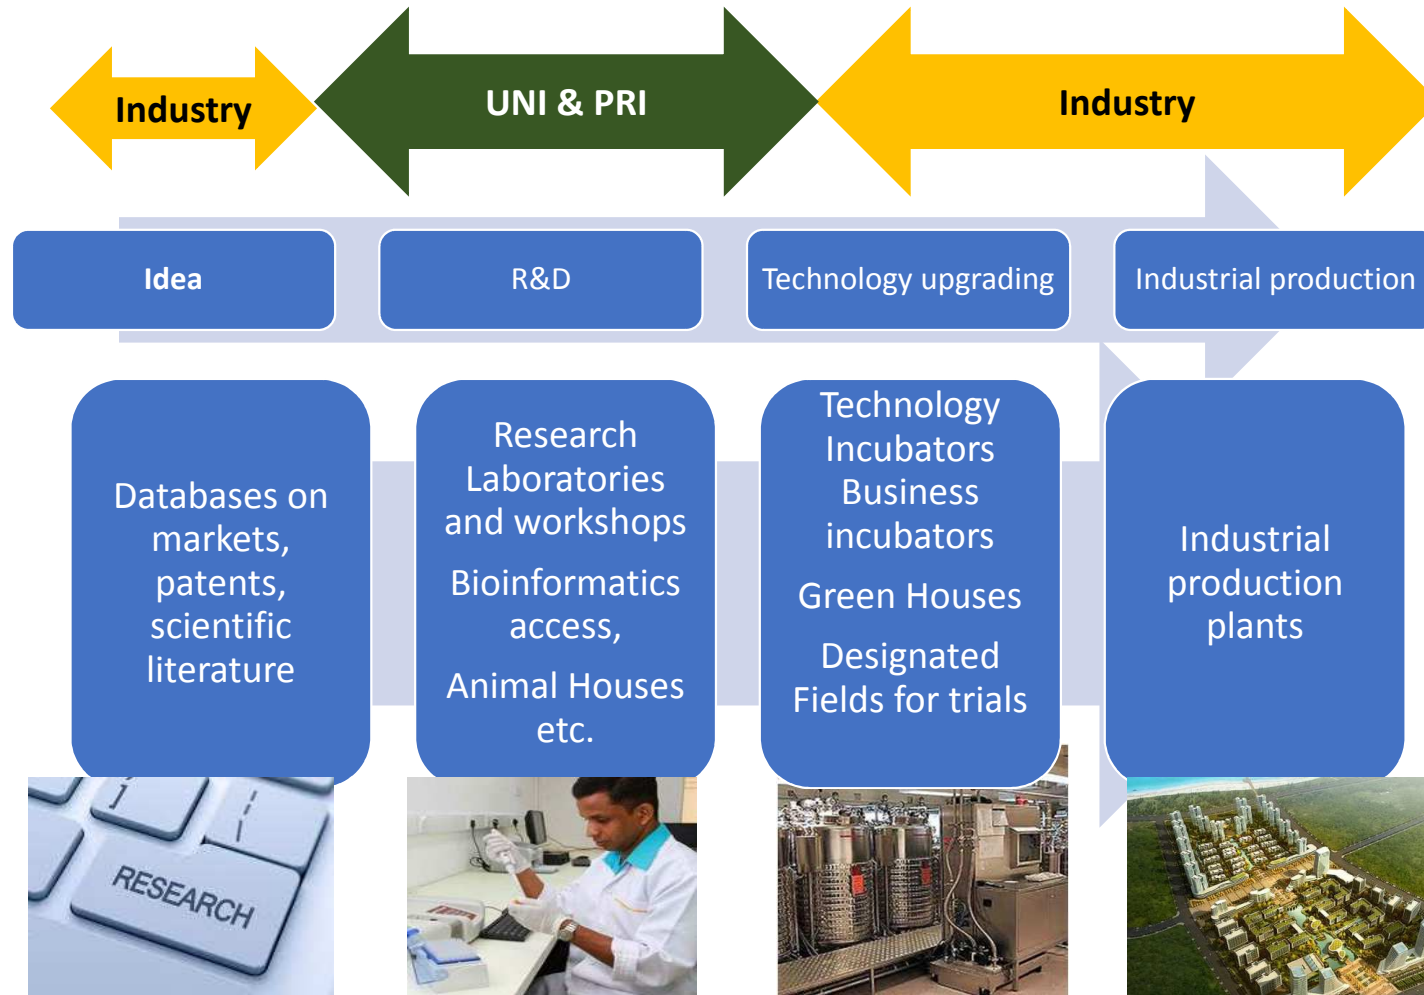 Industry
UNI & PRI
Industry
Idea
R&D
Technology upgrading
Industrial production
Databases on
markets,
patents,
scientific
literature
Research
Laboratories
and workshops
Bioinformatics
access,
Animal Houses
etc.
Technology
Incubators
Business
incubators
Green Houses
Designated
Fields for trials
Industrial
production
plants
}
]
|
RESEARCH